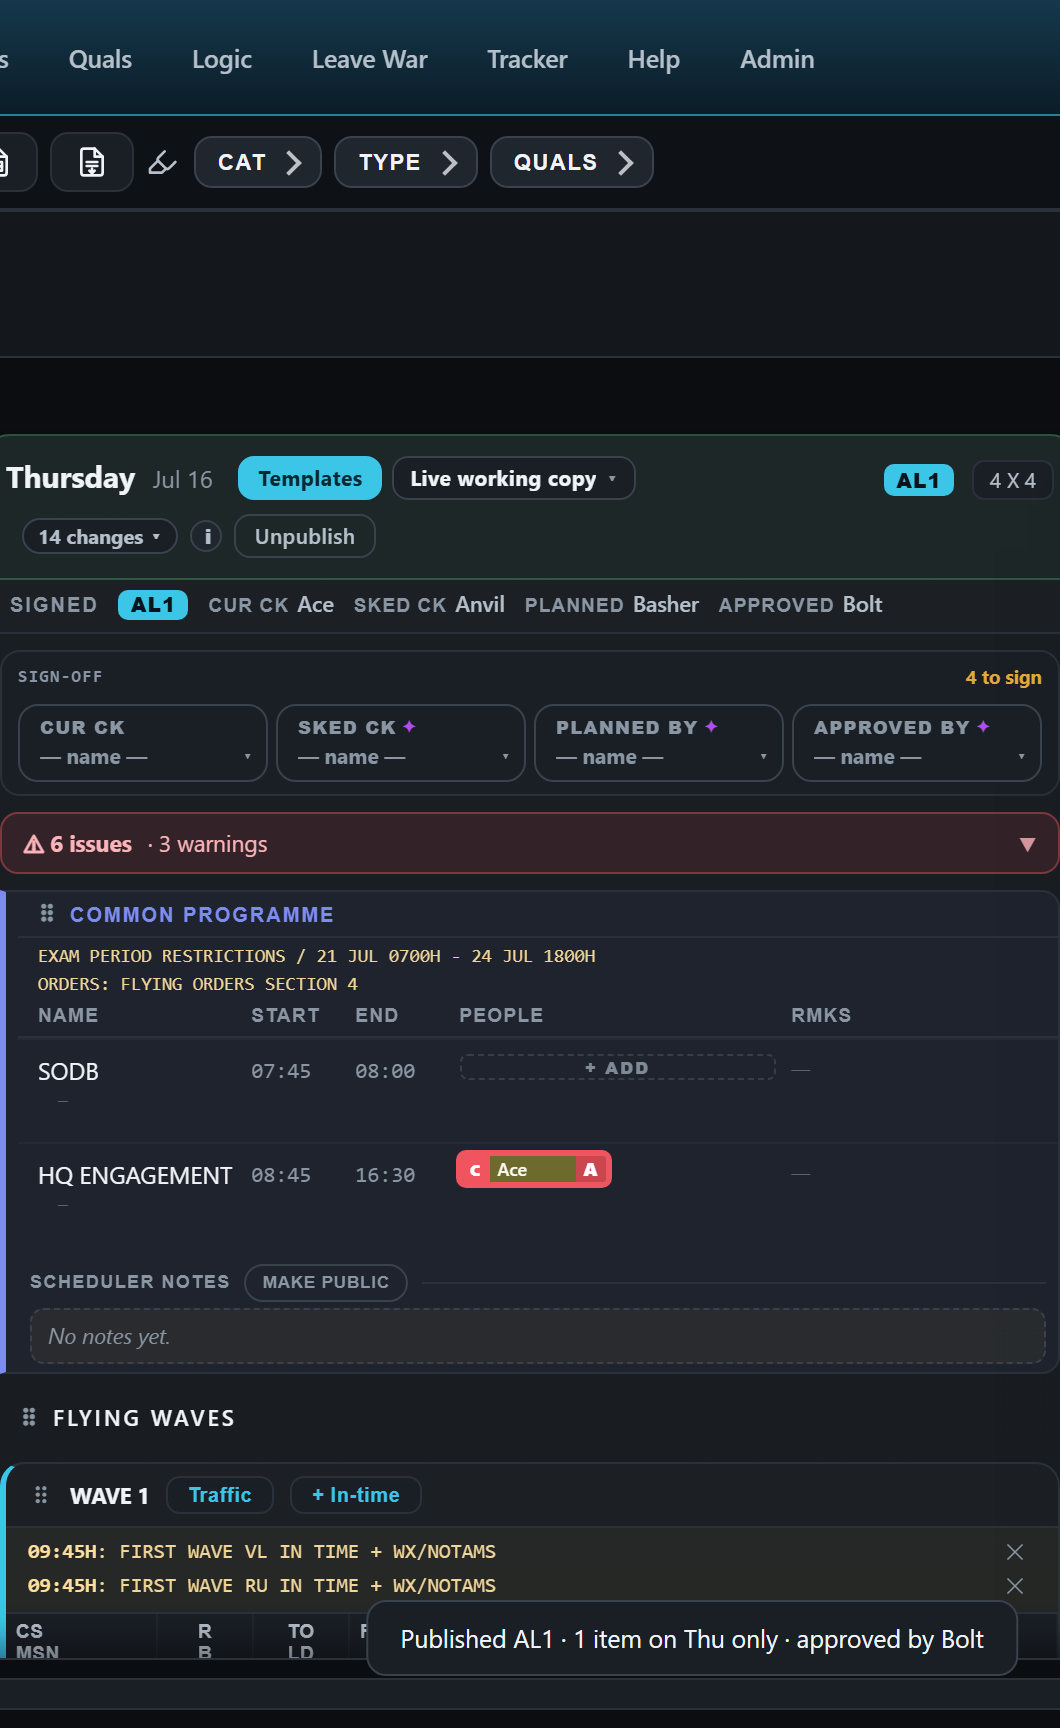 s Quals Logic Leave War Tracker Help Admin
CAT TYPE QUALS
Thursday Jul 16 Templates Live working copy AL1 4 X 4
14 changes i Unpublish
SIGNED AL1 CUR CK Ace SKED CK Anvil PLANNED Basher APPROVED Bolt
SIGN-OFF 4 to sign
CUR CK SKED CK PLANNED BY APPROVED BY
— name — — name — — name — — name —
6 issues · 3 warnings
COMMON PROGRAMME
EXAM PERIOD RESTRICTIONS / 21 JUL 0700H - 24 JUL 1800H
ORDERS: FLYING ORDERS SECTION 4
NAME START END PEOPLE RMKS
SODB 07:45 08:00 + ADD —
–
HQ ENGAGEMENT 08:45 16:30 C Ace A —
–
SCHEDULER NOTES MAKE PUBLIC
No notes yet.
FLYING WAVES
WAVE 1 Traffic + In-time
09:45H: FIRST WAVE VL IN TIME + WX/NOTAMS
09:45H: FIRST WAVE RU IN TIME + WX/NOTAMS
CS R TO
MSN B LD
Published AL1 · 1 item on Thu only · approved by Bolt